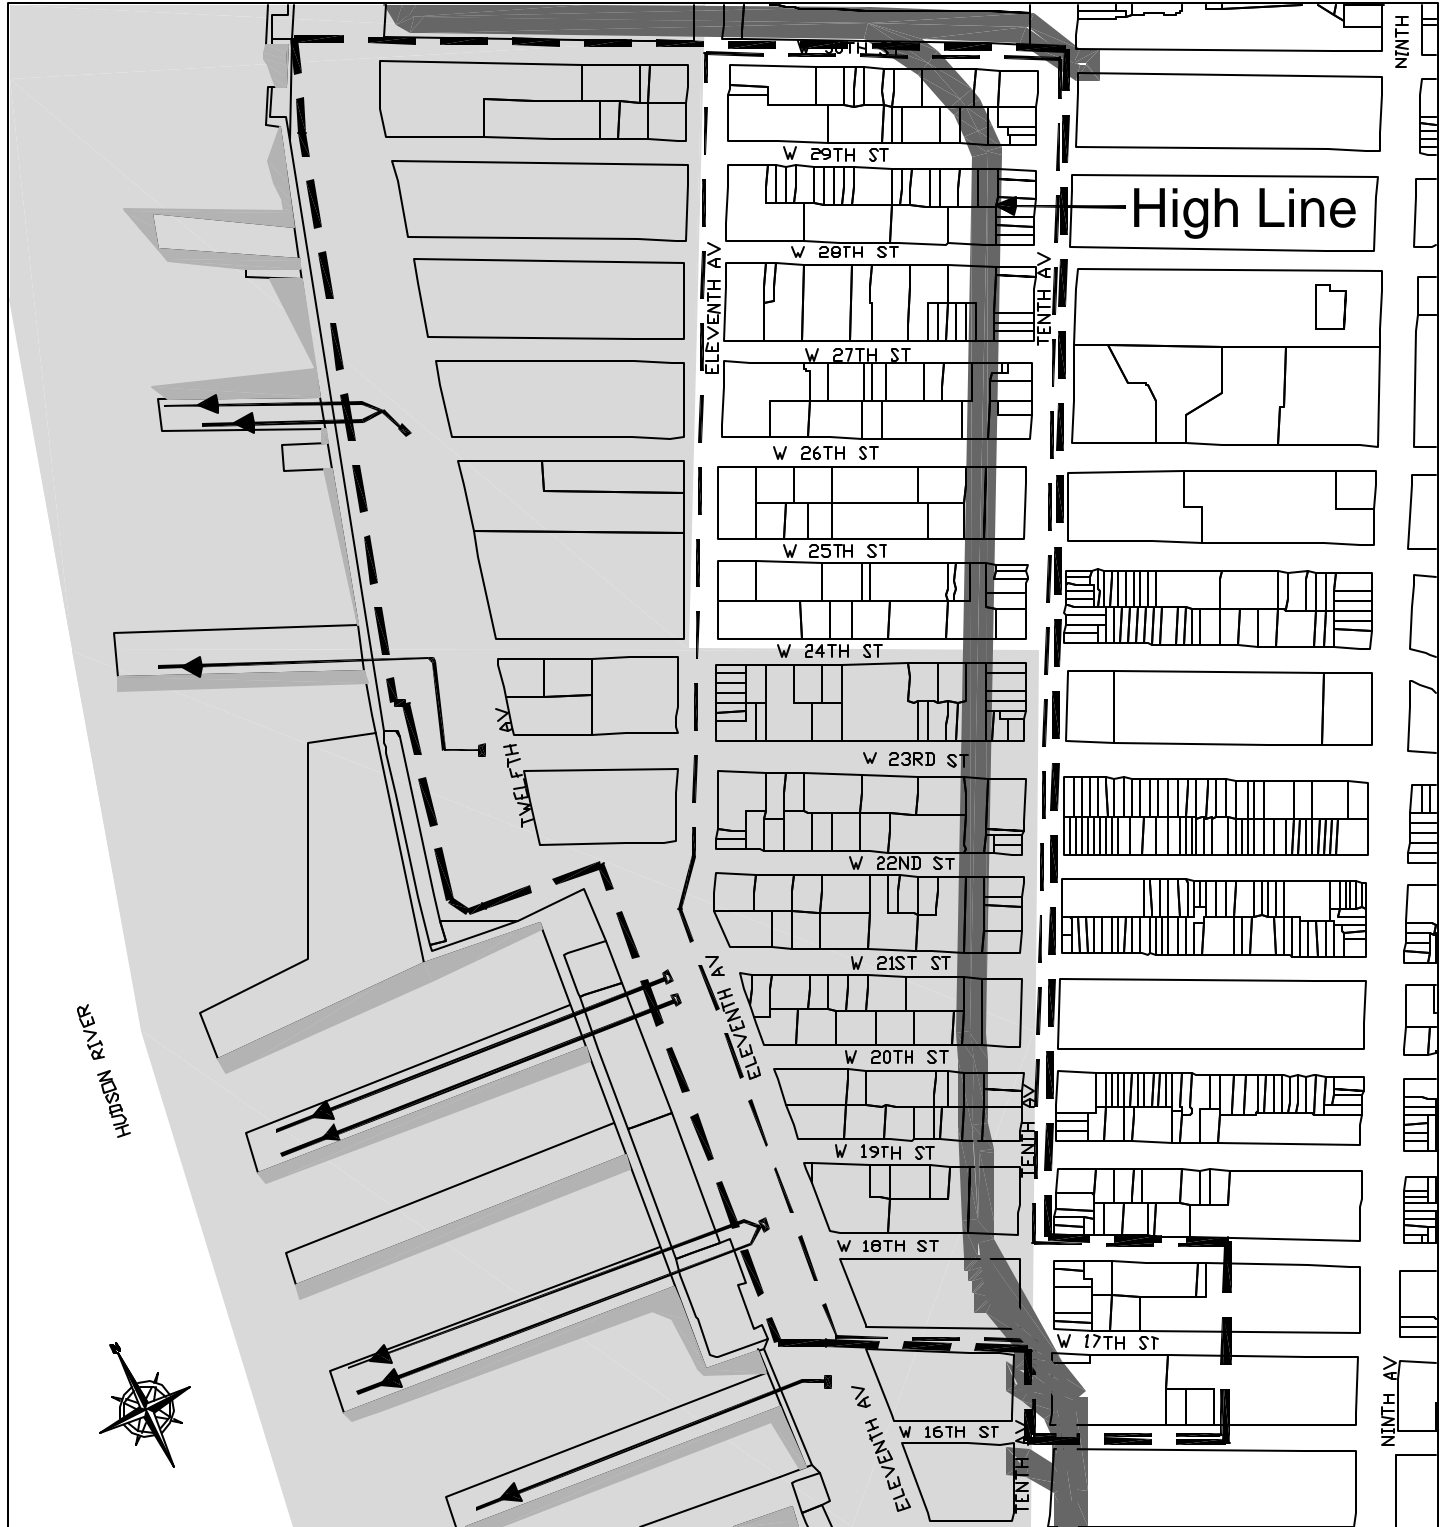 NINTH
W 30TH ST
W 29TH ST
High Line
W 28TH ST
ELEVENTH AV
TENTH AV
W 27TH ST
W 26TH ST
W 25TH ST
W 24TH ST
TWELFTH AV
W 23RD ST
W 22ND ST
W 21ST ST
ELEVENTH AV
HUDSON RIVER
W 20TH ST
TENTH AV
W 19TH ST
W 18TH ST
W 17TH ST
N
NINTH AV
ELEVENTH AV
W 16TH ST
TENTH AV